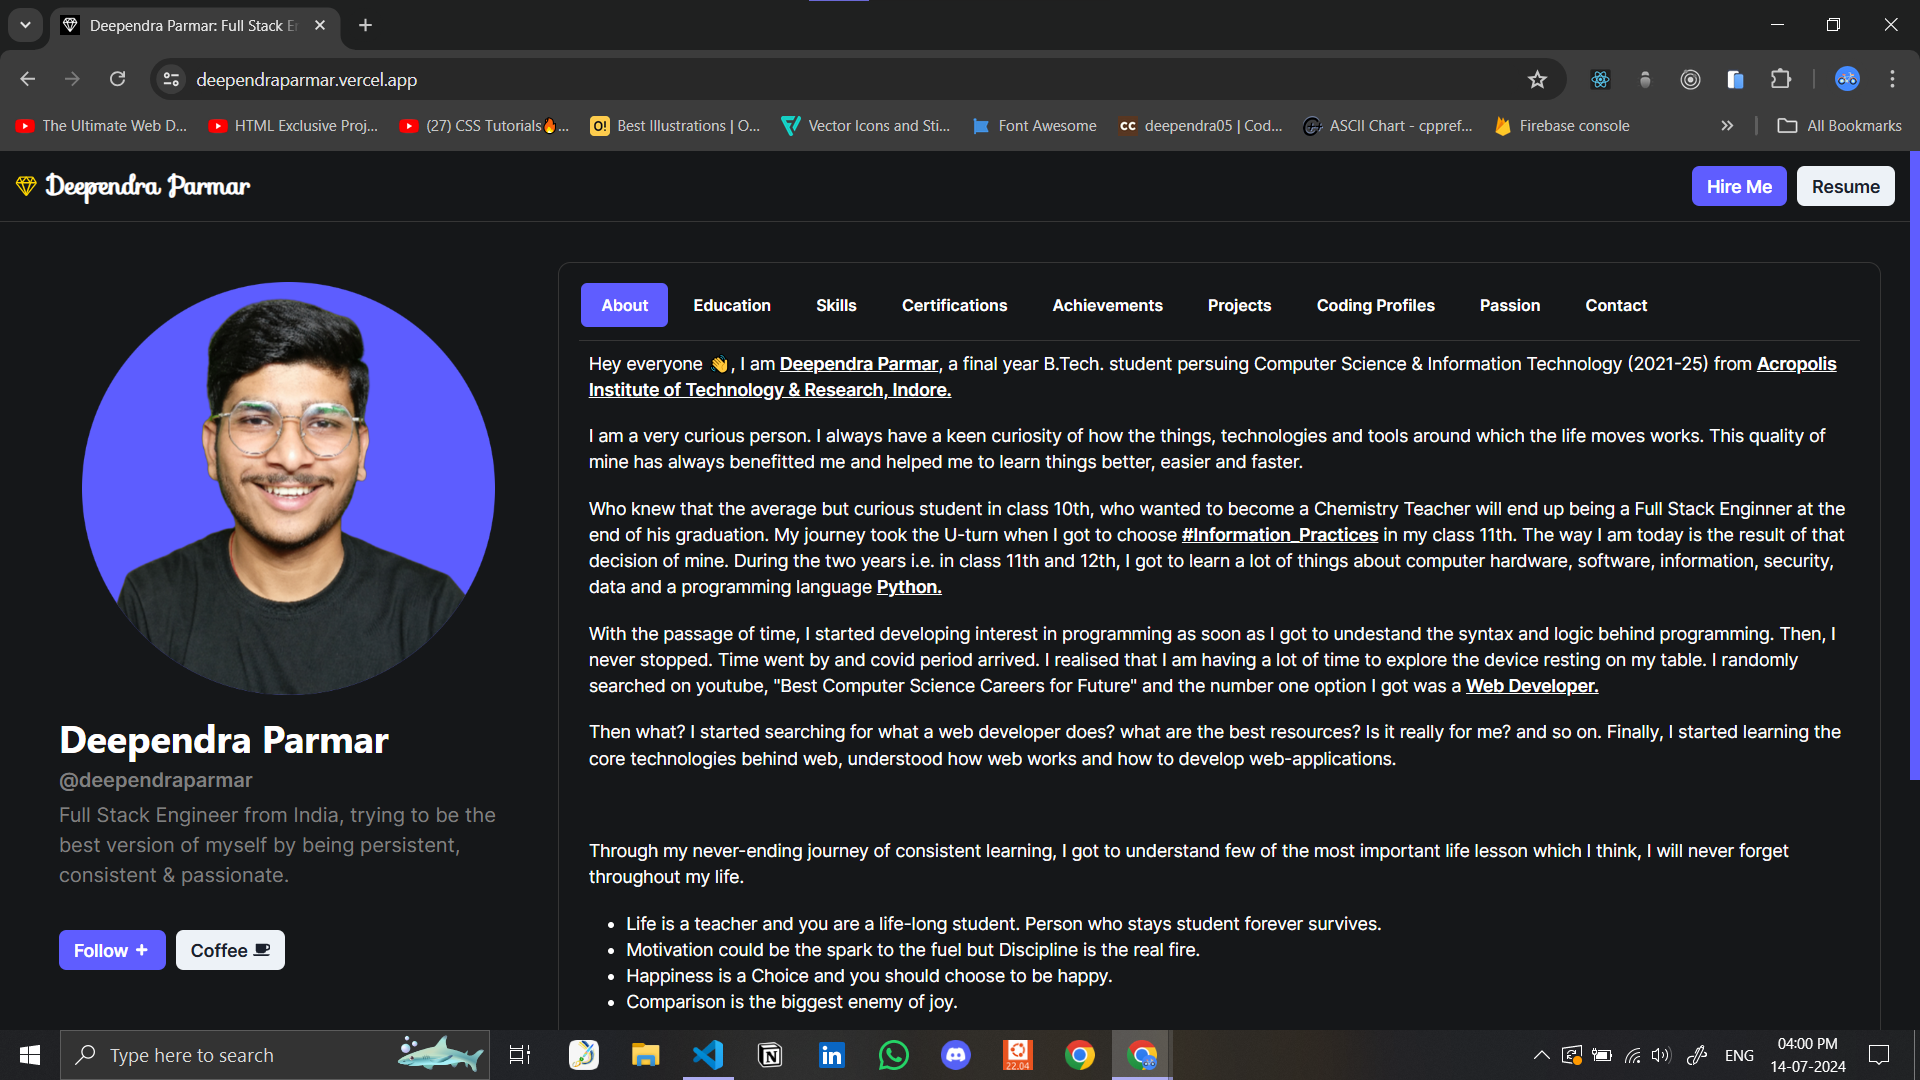 Deependra Parmar: Full Stack Er
deependraparmar.vercel.app
The Ultimate Web D...
HTML Exclusive Proj...
(27) CSS Tutorials🔥...
O!
Best Illustrations | O...
Vector Icons and Sti...
Font Awesome
CC
deependra05 | Cod...
ASCII Chart - cppref...
Firebase console
All Bookmarks
Deependra Parmar
Hire Me
Resume
About
Education
Skills
Certifications
Achievements
Projects
Coding Profiles
Passion
Contact
Hey everyone 👋, I am Deependra Parmar, a final year B.Tech. student persuing Computer Science & Information Technology (2021-25) from Acropolis
Institute of Technology & Research, Indore.
I am a very curious person. I always have a keen curiosity of how the things, technologies and tools around which the life moves works. This quality of
mine has always benefitted me and helped me to learn things better, easier and faster.
Who knew that the average but curious student in class 10th, who wanted to become a Chemistry Teacher will end up being a Full Stack Enginner at the
end of his graduation. My journey took the U-turn when I got to choose #Information_Practices in my class 11th. The way I am today is the result of that
decision of mine. During the two years i.e. in class 11th and 12th, I got to learn a lot of things about computer hardware, software, information, security,
data and a programming language Python.
With the passage of time, I started developing interest in programming as soon as I got to undestand the syntax and logic behind programming. Then, I
never stopped. Time went by and covid period arrived. I realised that I am having a lot of time to explore the device resting on my table. I randomly
searched on youtube, "Best Computer Science Careers for Future" and the number one option I got was a Web Developer.
Then what? I started searching for what a web developer does? what are the best resources? Is it really for me? and so on. Finally, I started learning the
core technologies behind web, understood how web works and how to develop web-applications.
Through my never-ending journey of consistent learning, I got to understand few of the most important life lesson which I think, I will never forget
throughout my life.
• Life is a teacher and you are a life-long student. Person who stays student forever survives.
• Motivation could be the spark to the fuel but Discipline is the real fire.
• Happiness is a Choice and you should choose to be happy.
• Comparison is the biggest enemy of joy.
Deependra Parmar
@deependraparmar
Full Stack Engineer from India, trying to be the
best version of myself by being persistent,
consistent & passionate.
Follow +
Coffee
Type here to search
in
22.04
ENG
04:00 PM
14-07-2024